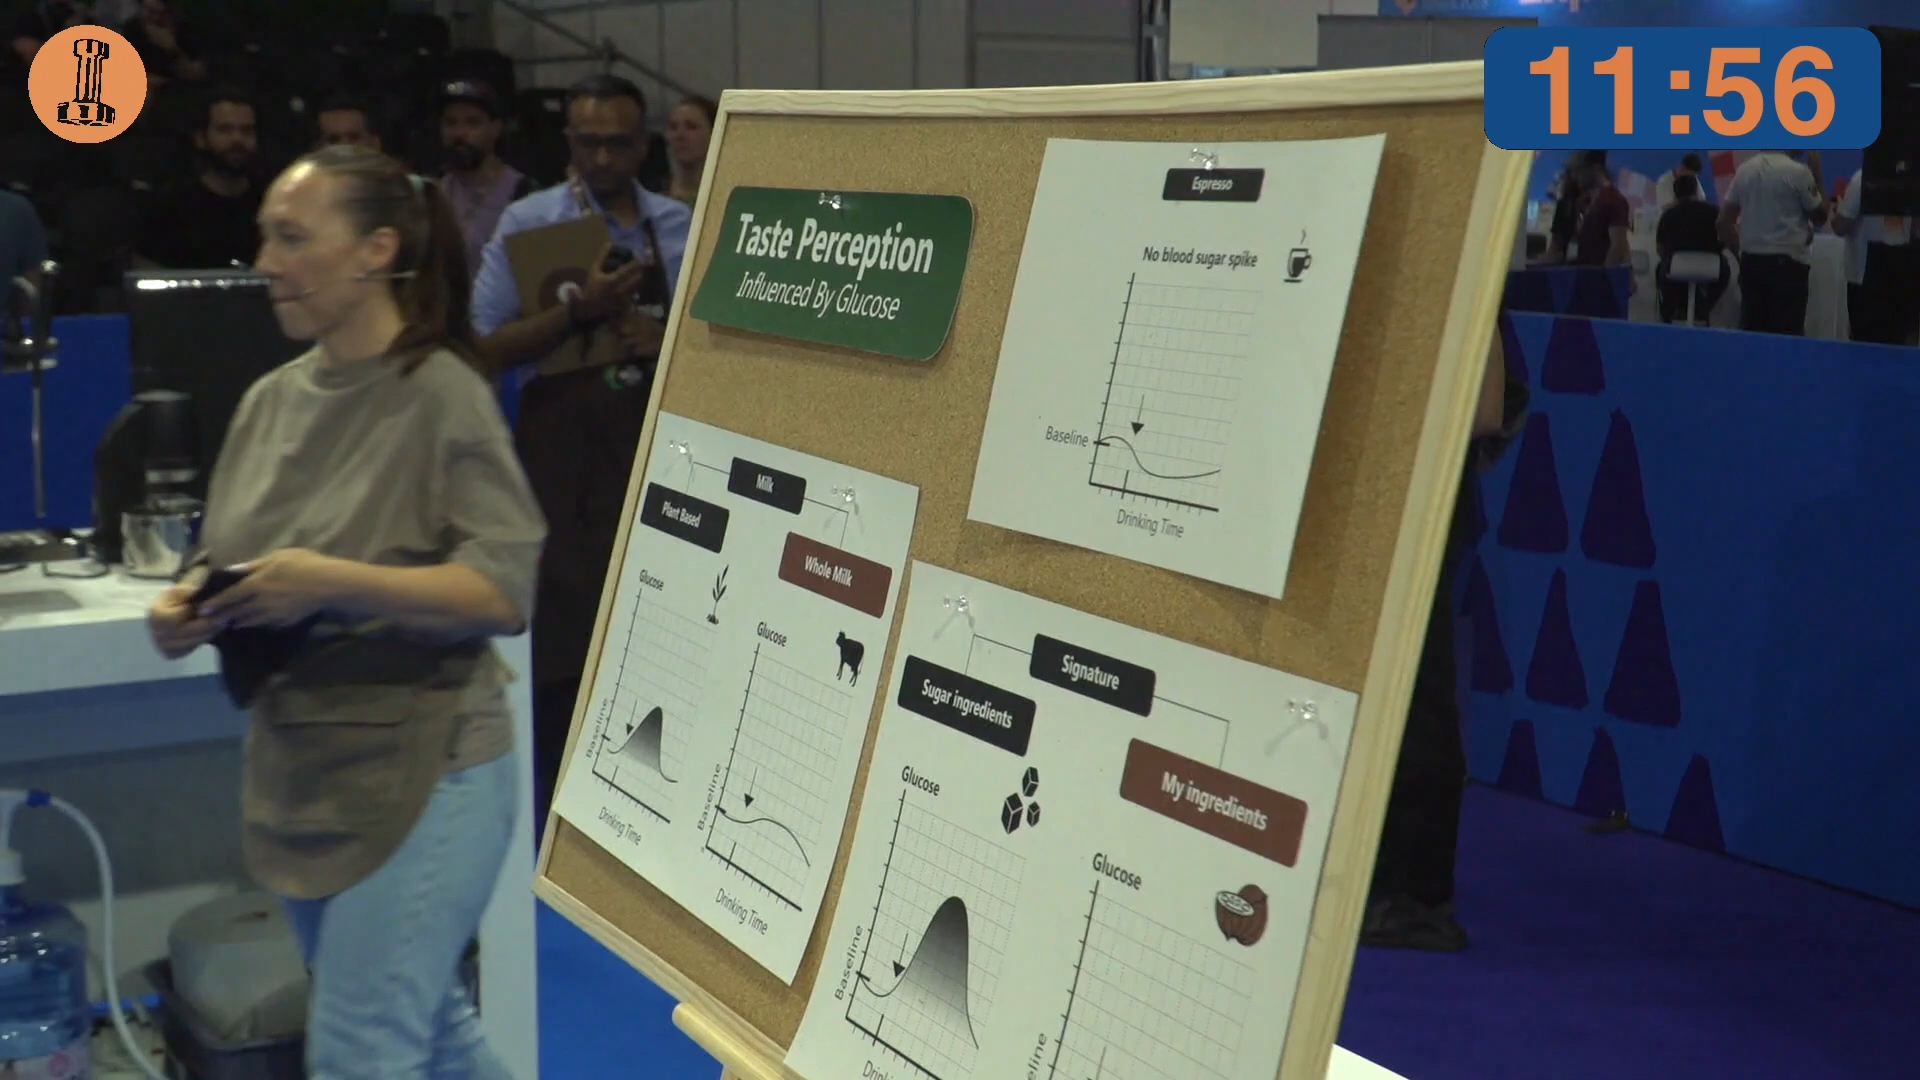 11:56
Taste Perception
Influenced By Glucose
Espresso
No blood sugar spike
Baseline
Drinking Time
Milk
Plant Based
Whole Milk
Glucose
Glucose
Baseline
Baseline
Drinking Time
Drinking Time
Signature
Sugar ingredients
My ingredients
Glucose
Glucose
Baseline